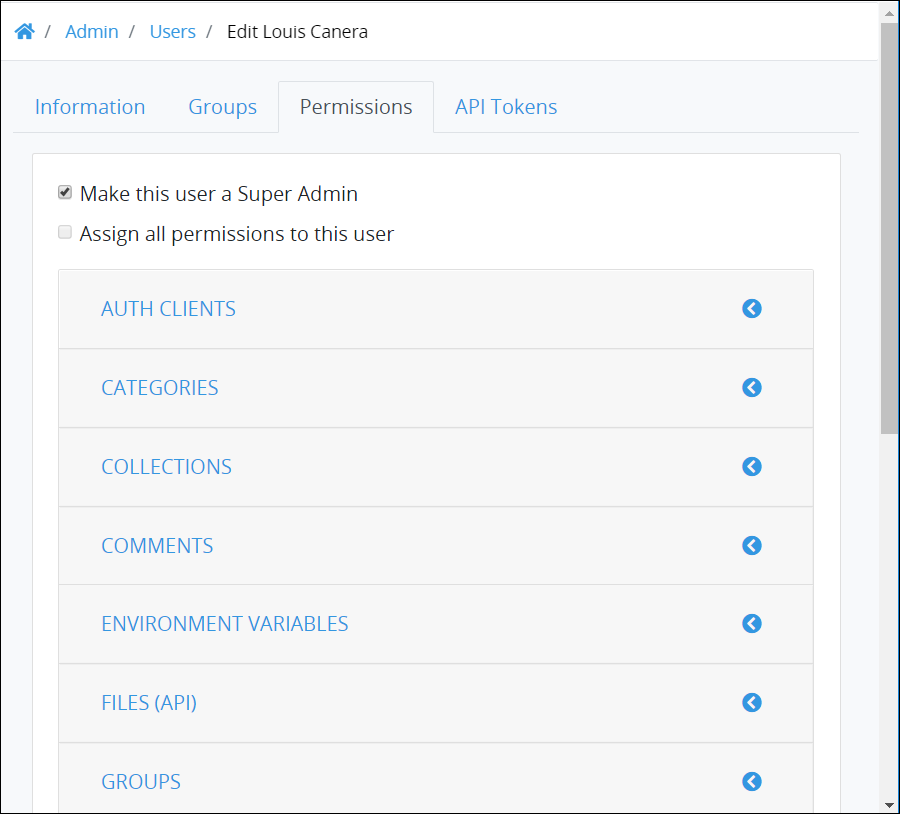 / Admin / Users / Edit Louis Canera
Information Groups Permissions API Tokens
Make this user a Super Admin
Assign all permissions to this user
AUTH CLIENTS
CATEGORIES
COLLECTIONS
COMMENTS
ENVIRONMENT VARIABLES
FILES (API)
GROUPS